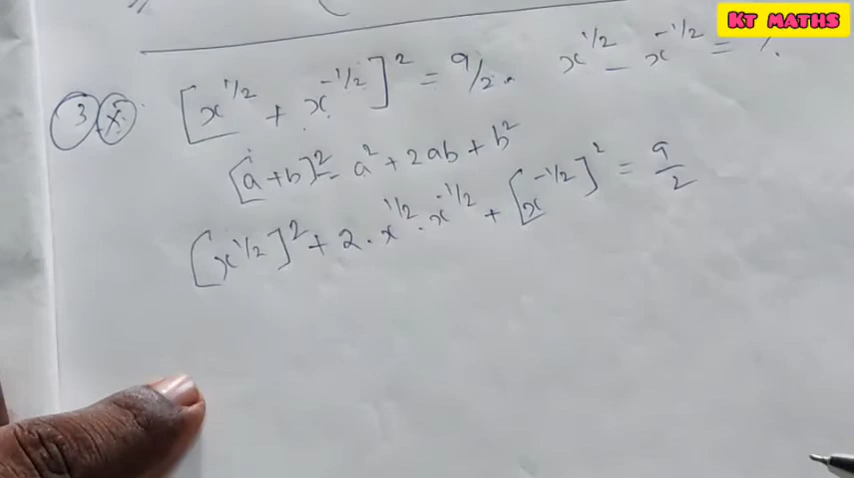 KT MATHS
③ ⊗ [x^{1/2} + x^{-1/2}]^2 = 9/2. x^{1/2} - x^{-1/2} =
[a+b]^2 = a^2 + 2ab + b^2
[x^{1/2}]^2 + 2 . x^{1/2} . x^{-1/2} + [x^{-1/2}]^2 = 9/2